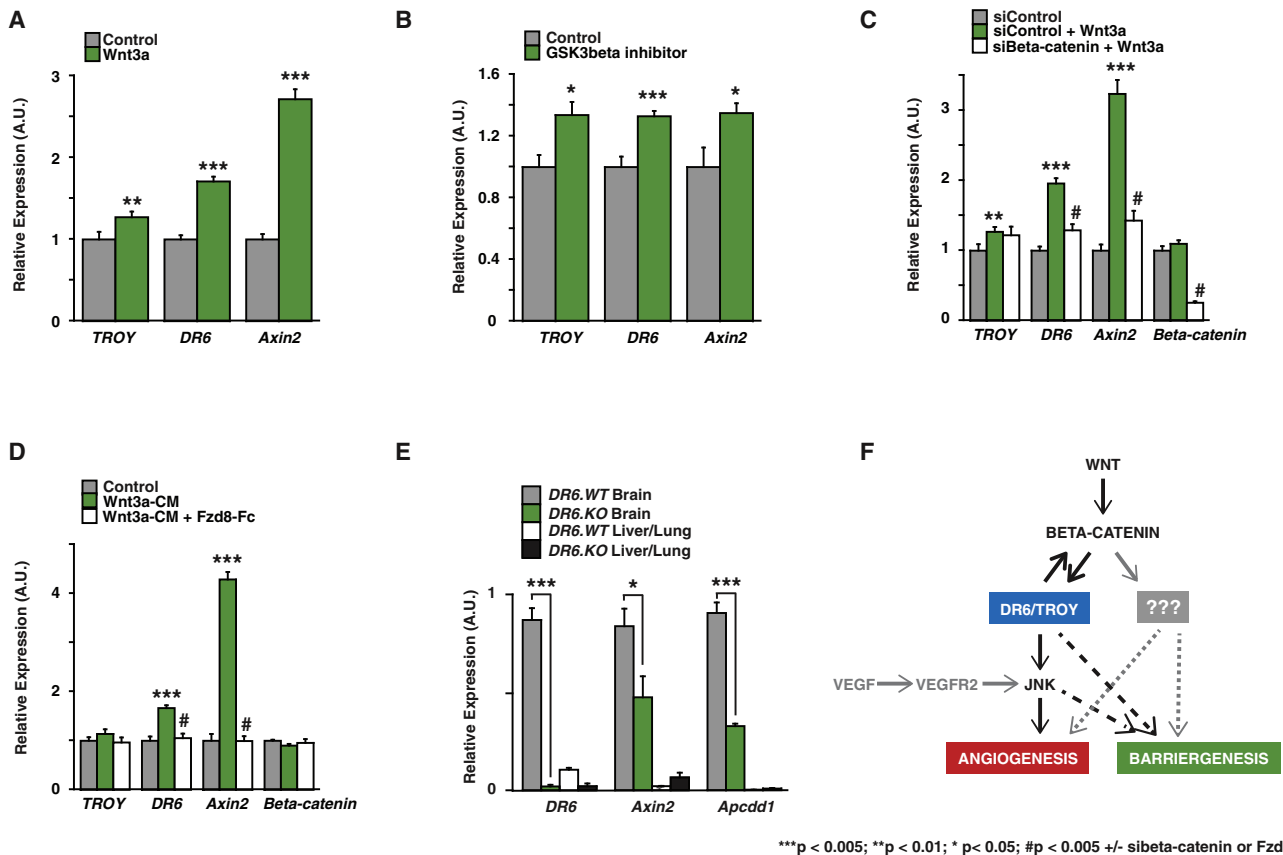 A
Control
Wnt3a
Relative Expression (A.U.)
3
2
1
0
**
***
***
TROY DR6 Axin2
B
Control
GSK3beta inhibitor
Relative Expression (A.U.)
1.6
1.2
0.8
0.4
0
*
***
*
TROY DR6 Axin2
C
siControl
siControl + Wnt3a
siBeta-catenin + Wnt3a
Relative Expression (A.U.)
3
2
1
0
**
***
#
***
#
#
TROY DR6 Axin2 Beta-catenin
D
Control
Wnt3a-CM
Wnt3a-CM + Fzd8-Fc
Relative Expression (A.U.)
4
2
0
***
#
***
#
TROY DR6 Axin2 Beta-catenin
E
DR6.WT Brain
DR6.KO Brain
DR6.WT Liver/Lung
DR6.KO Liver/Lung
Relative Expression (A.U.)
1
0
***
*
***
DR6 Axin2 Apcdd1
F
WNT
BETA-CATENIN
DR6/TROY ???
VEGF VEGFR2 JNK
ANGIOGENESIS BARRIERGENESIS
***p < 0.005; **p < 0.01; * p< 0.05; #p < 0.005 +/- sibeta-catenin or Fzd